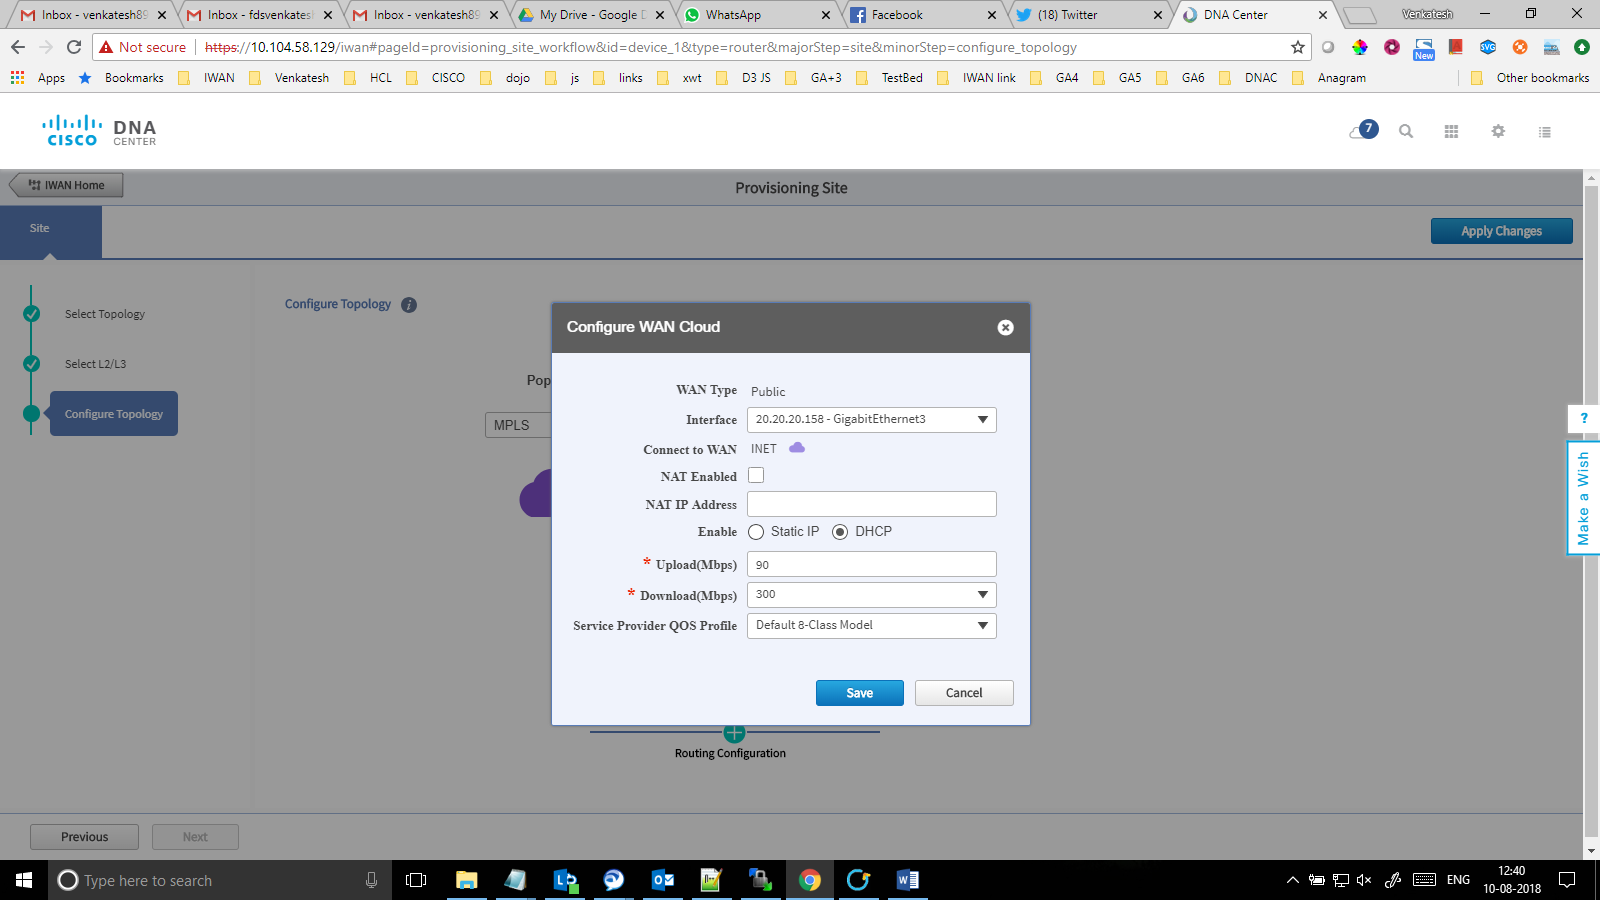 Inbox - venkatesh89
Inbox - fdsvenkatesh
Inbox - venkatesh89
My Drive - Google D
WhatsApp
Facebook
(18) Twitter
DNA Center
Venkatesh
Not secure https://10.104.58.129/iwan#pageId=provisioning_site_workflow&id=device_1&type=router&majorStep=site&minorStep=configure_topology
New
SVG
Apps Bookmarks IWAN Venkatesh HCL CISCO dojo js links xwt D3 JS GA+3 TestBed IWAN link GA4 GA5 GA6 DNAC Anagram Other bookmarks
CISCO DNA CENTER
7
IWAN Home
Provisioning Site
Site
Apply Changes
Select Topology
Select L2/L3
Configure Topology
Configure Topology i
Pop
MPLS
Configure WAN Cloud
WAN Type Public
Interface 20.20.20.158 - GigabitEthernet3
Connect to WAN INET
NAT Enabled
NAT IP Address
Enable Static IP DHCP
* Upload(Mbps) 90
* Download(Mbps) 300
Service Provider QOS Profile Default 8-Class Model
Save Cancel
Routing Configuration
?
Make a Wish
Previous Next
Type here to search
ENG
12:40
10-08-2018